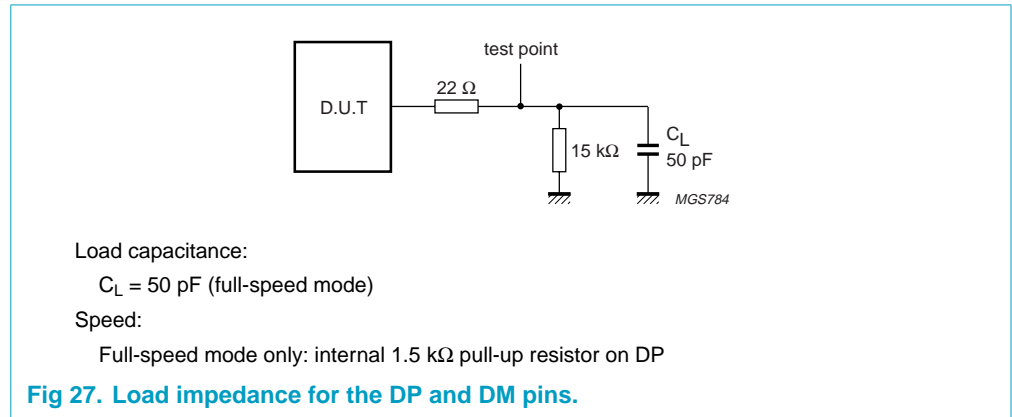 test point
22 Ω
D.U.T
15 kΩ
CL
50 pF
MGS784
Load capacitance:
CL = 50 pF (full-speed mode)
Speed:
Full-speed mode only: internal 1.5 kΩ pull-up resistor on DP
Fig 27. Load impedance for the DP and DM pins.